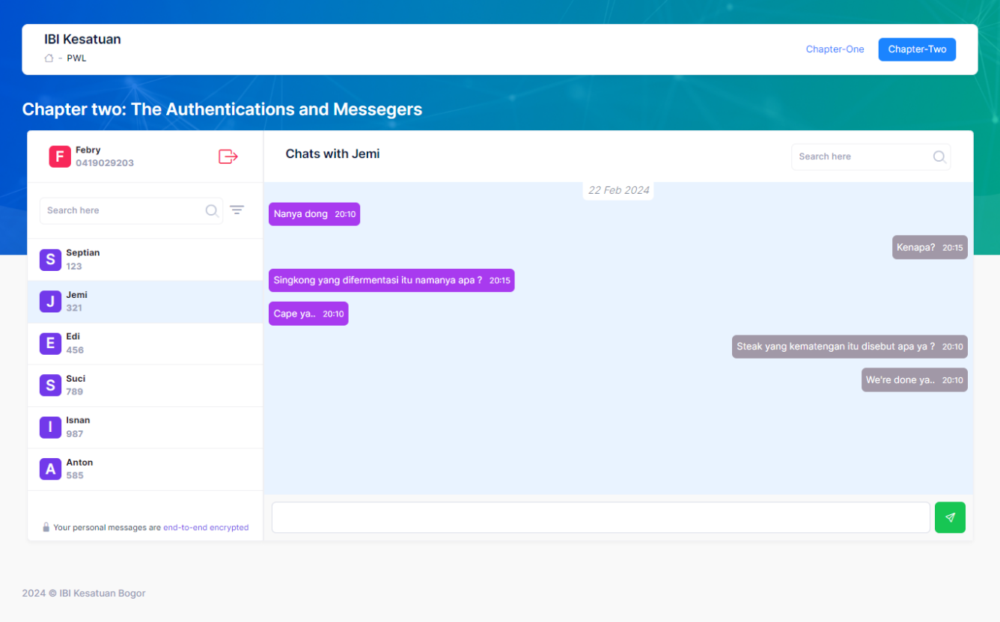 IBI Kesatuan
- PWL
Chapter-One
Chapter-Two
Chapter two: The Authentications and Messegers
F
Febry
0419029203
Search here
S
Septian
123
J
Jemi
321
E
Edi
456
S
Suci
789
I
Isnan
987
A
Anton
585
Your personal messages are end-to-end encrypted
Chats with Jemi
Search here
22 Feb 2024
Nanya dong 20:10
Kenapa? 20:15
Singkong yang difermentasi itu namanya apa ? 20:15
Cape ya.. 20:10
Steak yang kematengan itu disebut apa ya ? 20:10
We're done ya.. 20:10
2024 © IBI Kesatuan Bogor